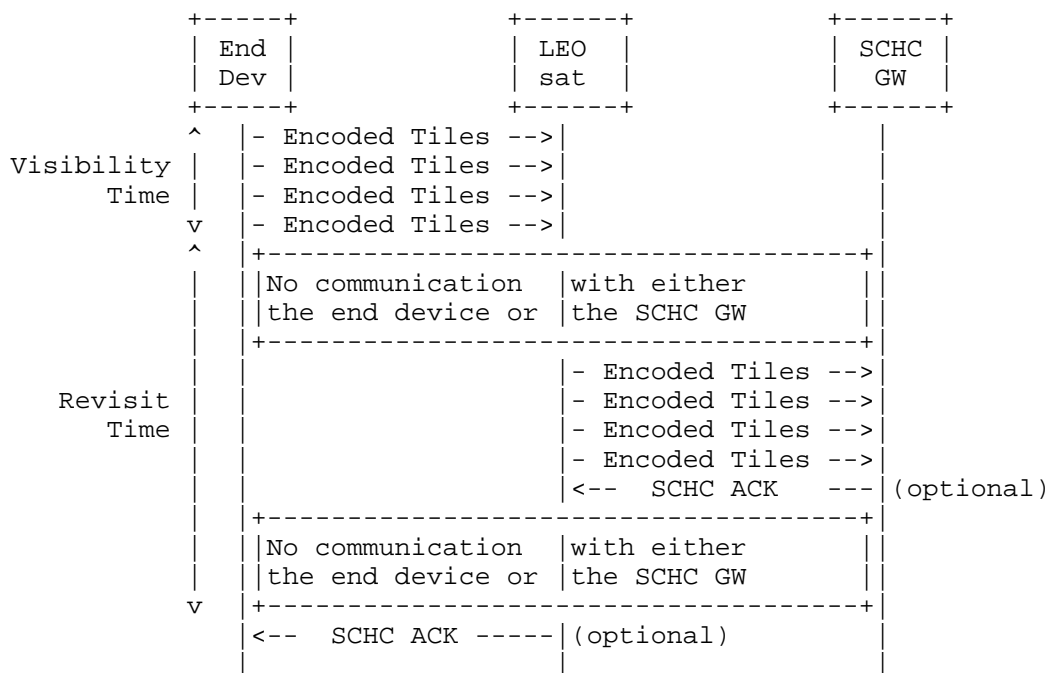 +-----+             +------+            +------+
| End |             | LEO  |            | SCHC |
| Dev |             | sat  |            |  GW  |
+-----+             +------+            +------+
^  |- Encoded Tiles -->|                   |
Visibility |  |- Encoded Tiles -->|                   |
Time |  |- Encoded Tiles -->|                   |
v  |- Encoded Tiles -->|                   |
^  |+-------------------------------------+|
|  ||No communication  |with either       ||
|  ||the end device or |the SCHC GW       ||
|  |+-------------------------------------+|
|  |                   |- Encoded Tiles -->|
Revisit |  |                   |- Encoded Tiles -->|
Time |  |                   |- Encoded Tiles -->|
|  |                   |- Encoded Tiles -->|
|  |                   |<--  SCHC ACK   ---|(optional)
|  |+-------------------------------------+|
|  ||No communication  |with either       ||
|  ||the end device or |the SCHC GW       ||
v  |+-------------------------------------+|
|<--  SCHC ACK -----|(optional)         |
|                   |                   |